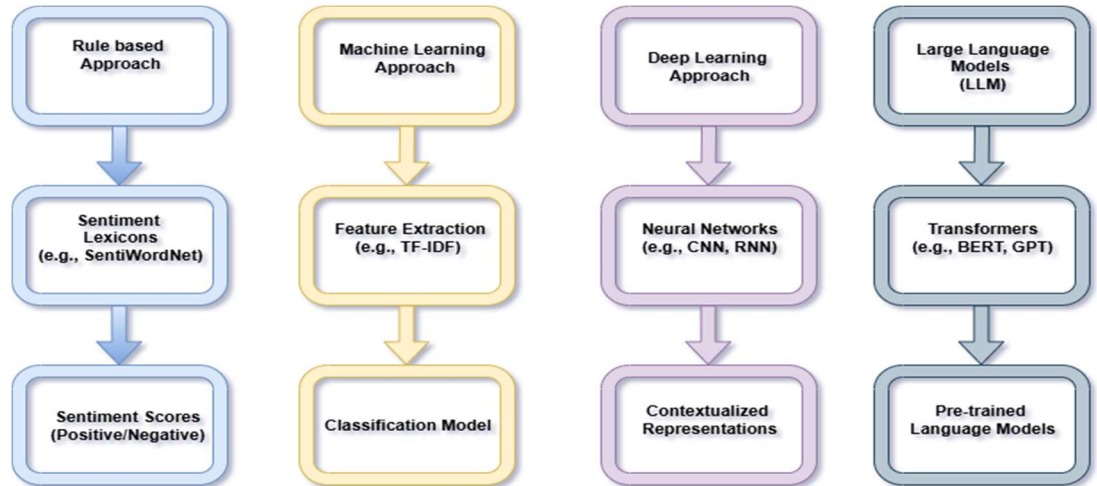 Rule based
Approach
Machine Learning
Approach
Deep Learning
Approach
Large Language
Models
(LLM)
Sentiment
Lexicons
(e.g., SentiWordNet)
Feature Extraction
(e.g., TF-IDF)
Neural Networks
(e.g., CNN, RNN)
Transformers
(e.g., BERT, GPT)
Sentiment Scores
(Positive/Negative)
Classification Model
Contextualized
Representations
Pre-trained
Language Models